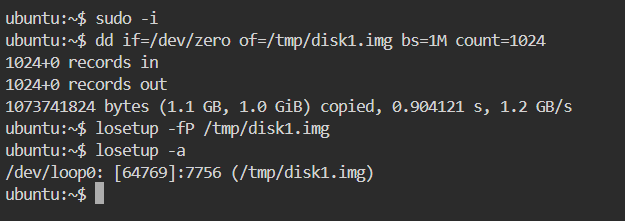 ubuntu:~$ sudo -i
ubuntu:~$ dd if=/dev/zero of=/tmp/disk1.img bs=1M count=1024
1024+0 records in
1024+0 records out
1073741824 bytes (1.1 GB, 1.0 GiB) copied, 0.904121 s, 1.2 GB/s
ubuntu:~$ losetup -fP /tmp/disk1.img
ubuntu:~$ losetup -a
/dev/loop0: [64769]:7756 (/tmp/disk1.img)
ubuntu:~$